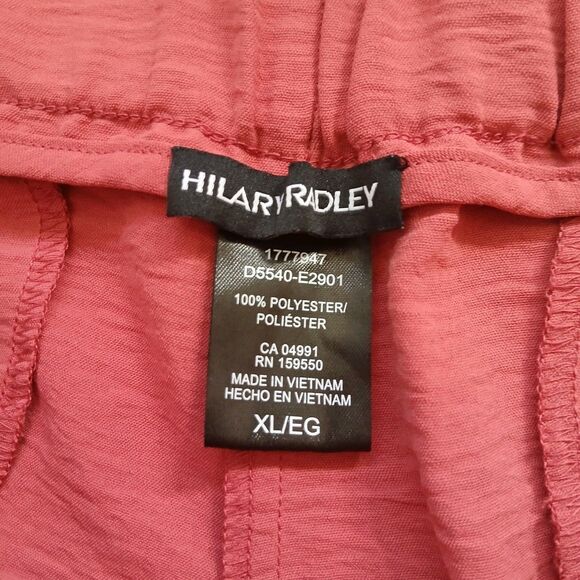 HILARY RADLEY
1777947
D5540-E2901
100% POLYESTER/
POLIÉSTER
CA 04991
RN 159550
MADE IN VIETNAM
HECHO EN VIETNAM
XL/EG